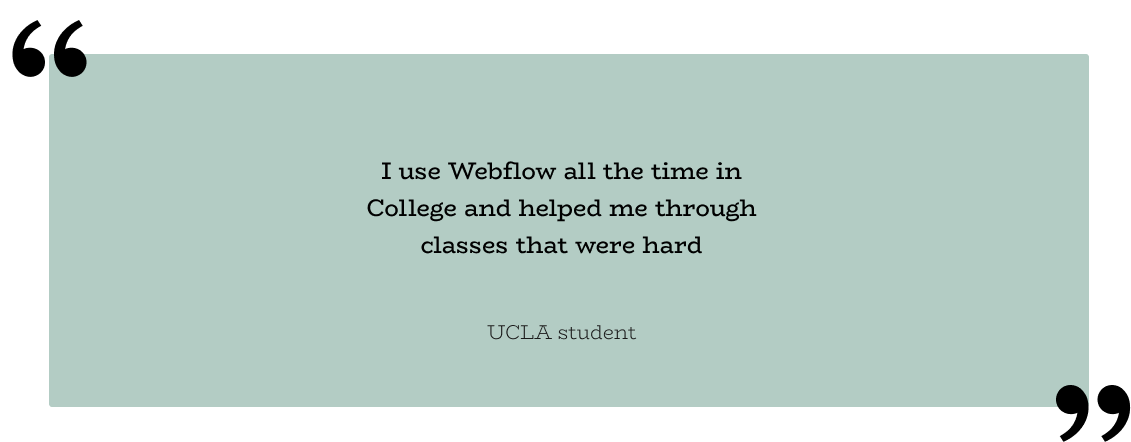 “
I use Webflow all the time in
College and helped me through
classes that were hard
UCLA student
”